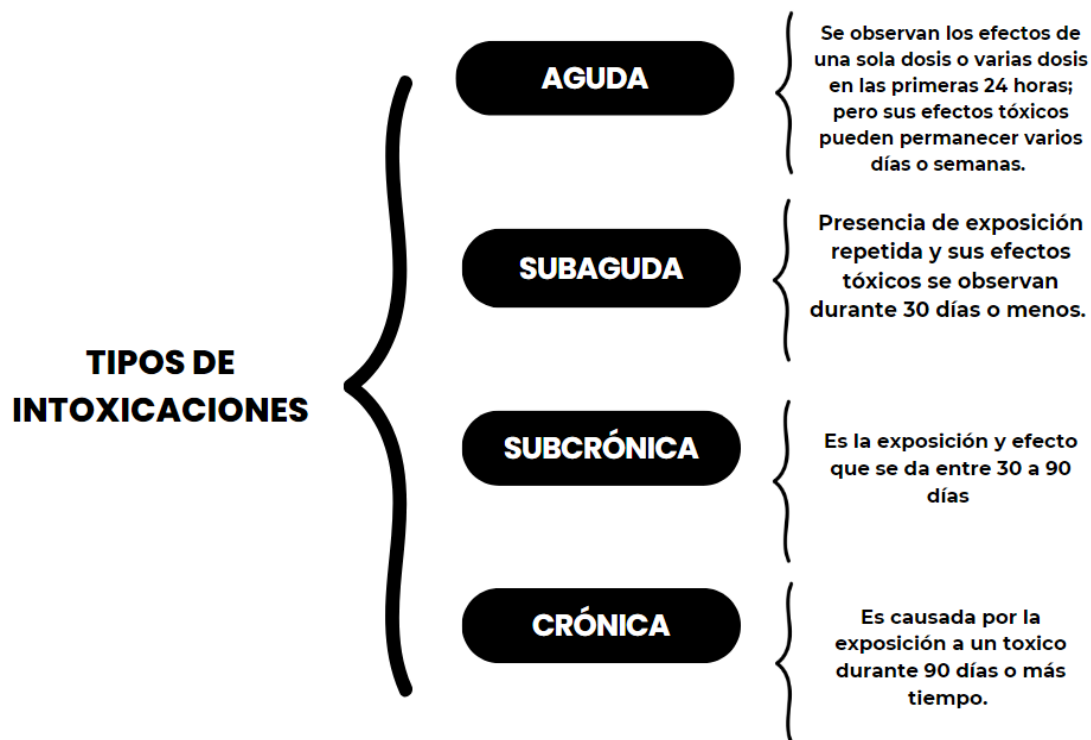 TIPOS DE
INTOXICACIONES
AGUDA
Se observan los efectos de
una sola dosis o varias dosis
en las primeras 24 horas;
pero sus efectos tóxicos
pueden permanecer varios
días o semanas.
SUBAGUDA
Presencia de exposición
repetida y sus efectos
tóxicos se observan
durante 30 días o menos.
SUBCRÓNICA
Es la exposición y efecto
que se da entre 30 a 90
días
CRÓNICA
Es causada por la
exposición a un toxico
durante 90 días o más
tiempo.